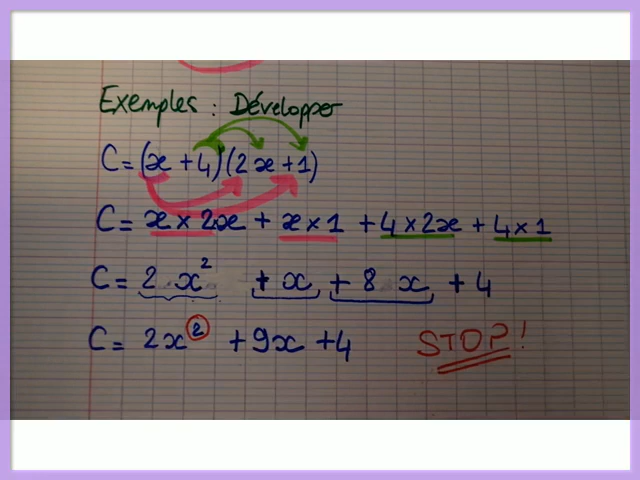 Exemples : Développer
C = (x + 4)(2x + 1)
C = x × 2x + x × 1 + 4 × 2x + 4 × 1
C = 2 x² + x + 8 x + 4
C = 2x² + 9x + 4 STOP!